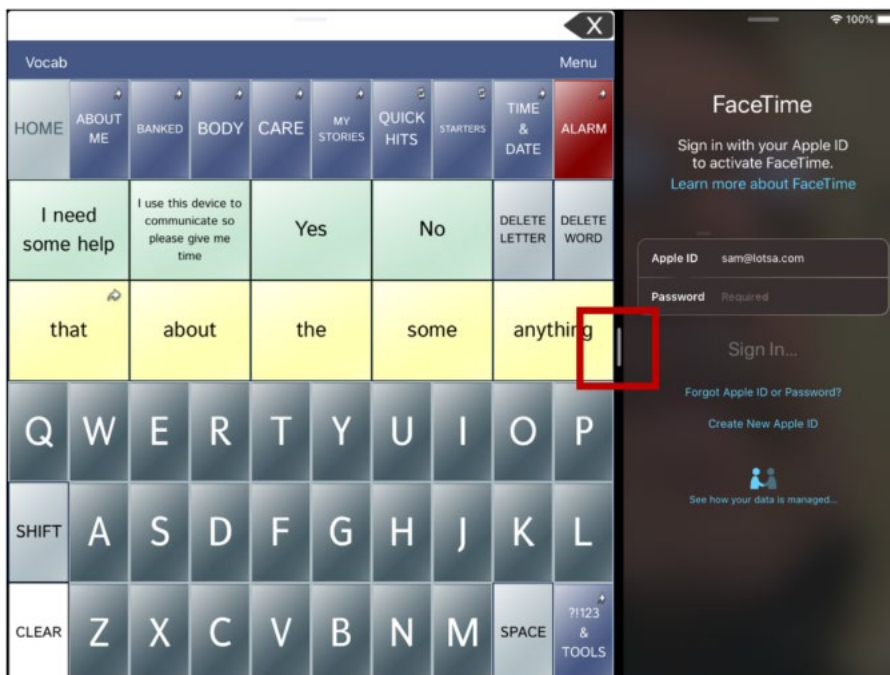 X
100%
Vocab
Menu
HOME
ABOUT
ME
BANKED
BODY
CARE
MY
STORIES
QUICK
HITS
STARTERS
TIME
&
DATE
ALARM
I need
some help
I use this device to
communicate so
please give me
time
Yes
No
DELETE
LETTER
DELETE
WORD
that
about
the
some
anything
Q
W
E
R
T
Y
U
I
O
P
SHIFT
A
S
D
F
G
H
J
K
L
CLEAR
Z
X
C
V
B
N
M
SPACE
?!123
&
TOOLS
FaceTime
Sign in with your Apple ID
to activate FaceTime.
Learn more about FaceTime
Apple ID sam@lotsa.com
Password Required
Sign In...
Forgot Apple ID or Password?
Create New Apple ID
See how your data is managed...